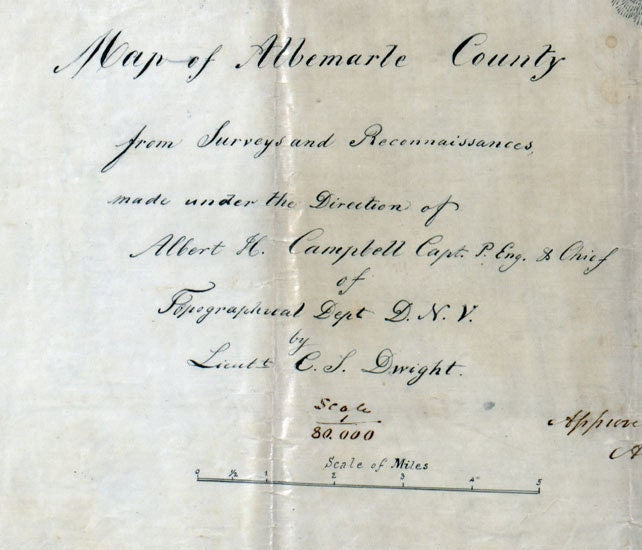 Map of Albemarle County
from Surveys and Reconnaissances,
made under the Direction of
Albert H. Campbell Capt. P. Eng. & Chief
of
Topographical Dept D. N. V.
by
Lieutt C. S. Dwight.
Scale
1
80.000
Approv
A
Scale of Miles
0 ½ 1 2 3 4 5